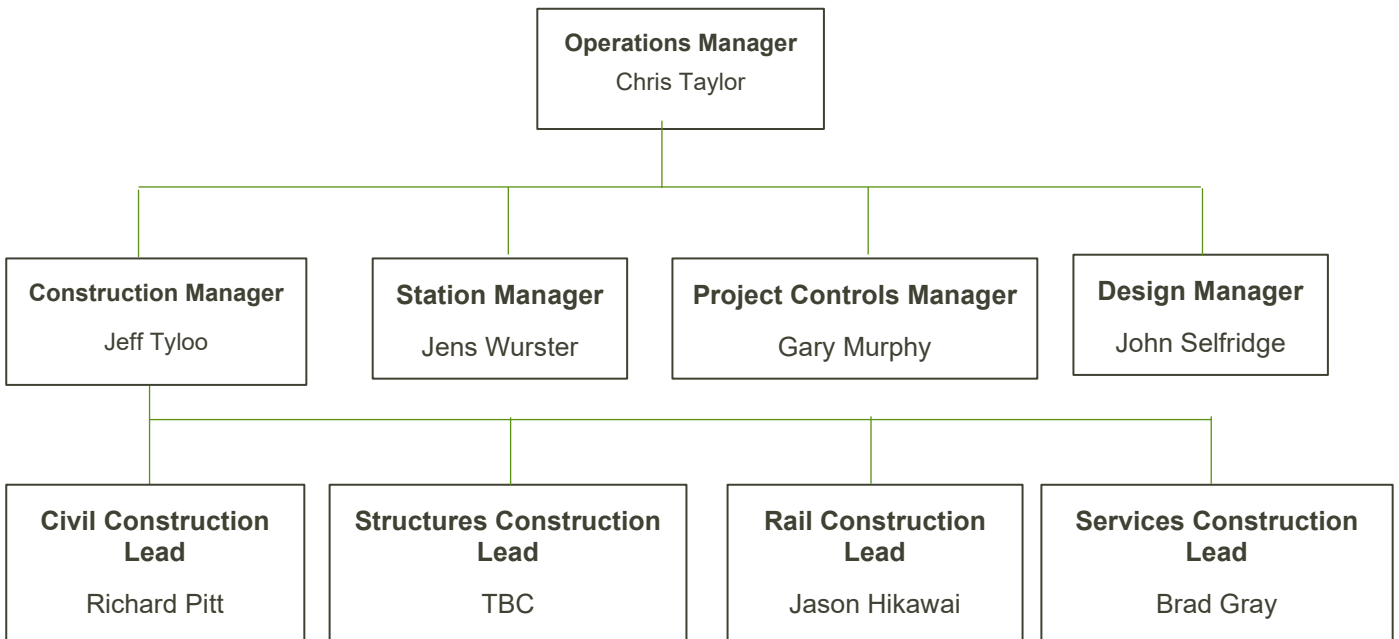 Operations Manager
Chris Taylor
Construction Manager
Jeff Tyloo
Station Manager
Jens Wurster
Project Controls Manager
Gary Murphy
Design Manager
John Selfridge
Civil Construction
Lead
Richard Pitt
Structures Construction
Lead
TBC
Rail Construction
Lead
Jason Hikawai
Services Construction
Lead
Brad Gray